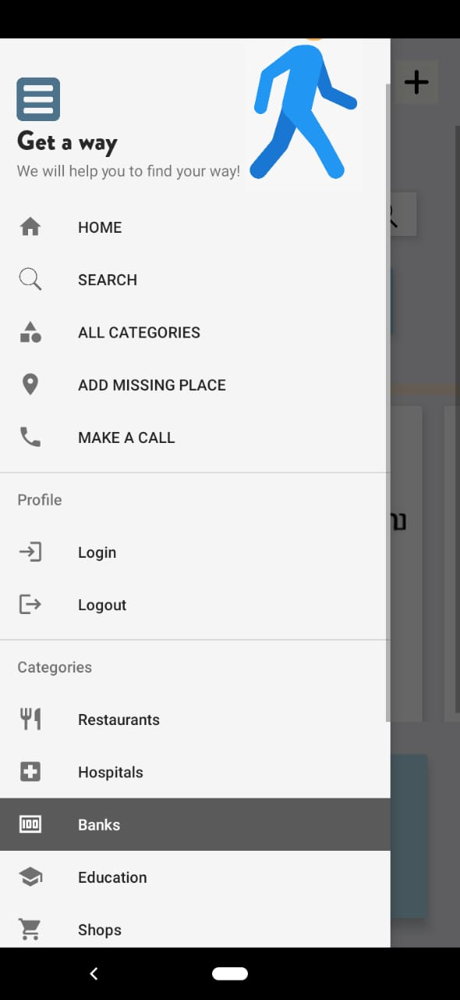 Get a way
We will help you to find your way!
HOME
SEARCH
ALL CATEGORIES
ADD MISSING PLACE
MAKE A CALL
Profile
Login
Logout
Categories
Restaurants
Hospitals
100
Banks
Education
Shops